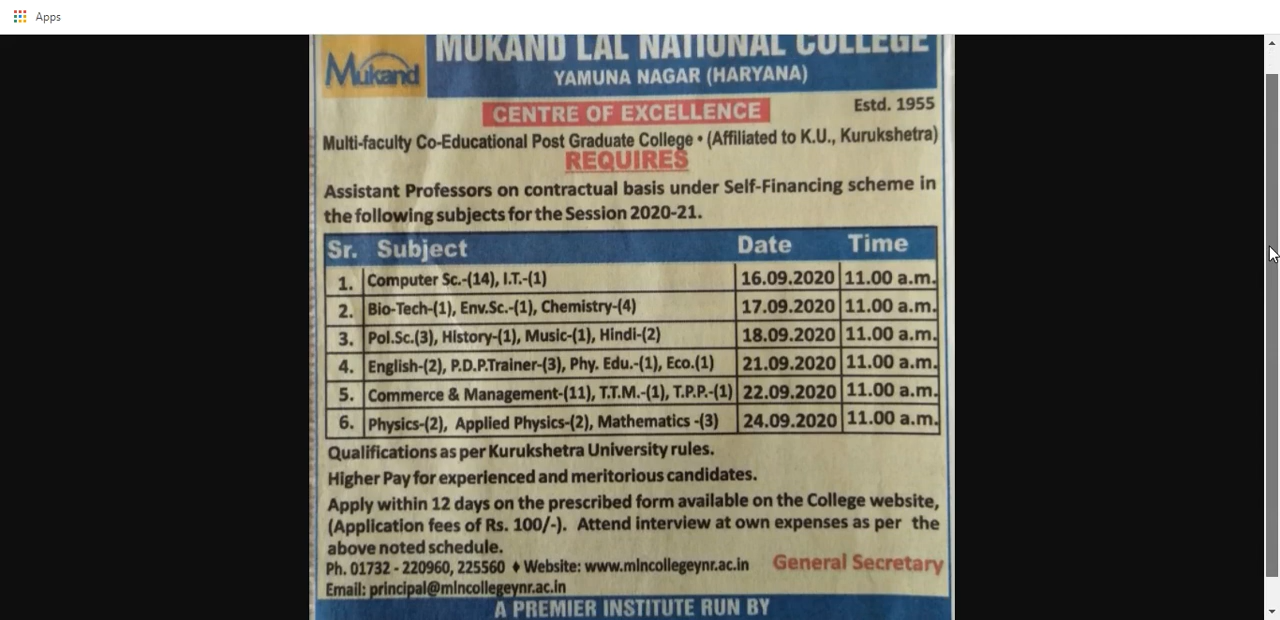 Apps
MUKAND LAL NATIONAL COLLEGE
Mukand
YAMUNA NAGAR (HARYANA)
CENTRE OF EXCELLENCE
Estd. 1955
Multi-faculty Co-Educational Post Graduate College • (Affiliated to K.U., Kurukshetra)
REQUIRES
Assistant Professors on contractual basis under Self-Financing scheme in
the following subjects for the Session 2020-21.
Sr. Subject Date Time
1. Computer Sc.-(14), I.T.-(1) 16.09.2020 11.00 a.m.
2. Bio-Tech-(1), Env.Sc.-(1), Chemistry-(4) 17.09.2020 11.00 a.m.
3. Pol.Sc.(3), History-(1), Music-(1), Hindi-(2) 18.09.2020 11.00 a.m.
4. English-(2), P.D.P.Trainer-(3), Phy. Edu.-(1), Eco.(1) 21.09.2020 11.00 a.m.
5. Commerce & Management-(11), T.T.M.-(1), T.P.P.-(1) 22.09.2020 11.00 a.m.
6. Physics-(2), Applied Physics-(2), Mathematics -(3) 24.09.2020 11.00 a.m.
Qualifications as per Kurukshetra University rules.
Higher Pay for experienced and meritorious candidates.
Apply within 12 days on the prescribed form available on the College website,
(Application fees of Rs. 100/-). Attend interview at own expenses as per the
above noted schedule.
Ph. 01732 - 220960, 225560 ♦ Website: www.mlncollegeynr.ac.in
General Secretary
Email: principal@mlncollegeynr.ac.in
A PREMIER INSTITUTE RUN BY